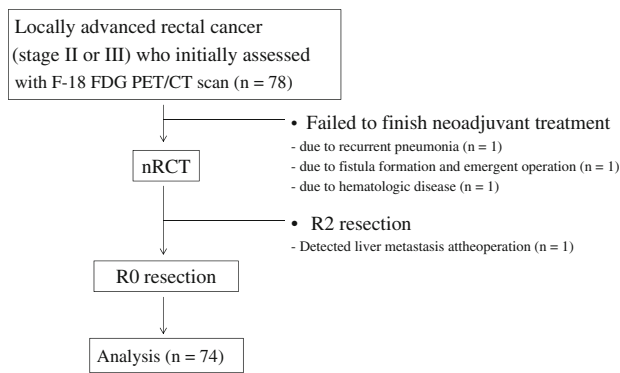 Locally advanced rectal cancer
(stage II or III) who initially assessed
with F-18 FDG PET/CT scan (n = 78)
• Failed to finish neoadjuvant treatment
- due to recurrent pneumonia (n = 1)
- due to fistula formation and emergent operation (n = 1)
- due to hematologic disease (n = 1)
nRCT
• R2 resection
- Detected liver metastasis attheoperation (n = 1)
R0 resection
Analysis (n = 74)